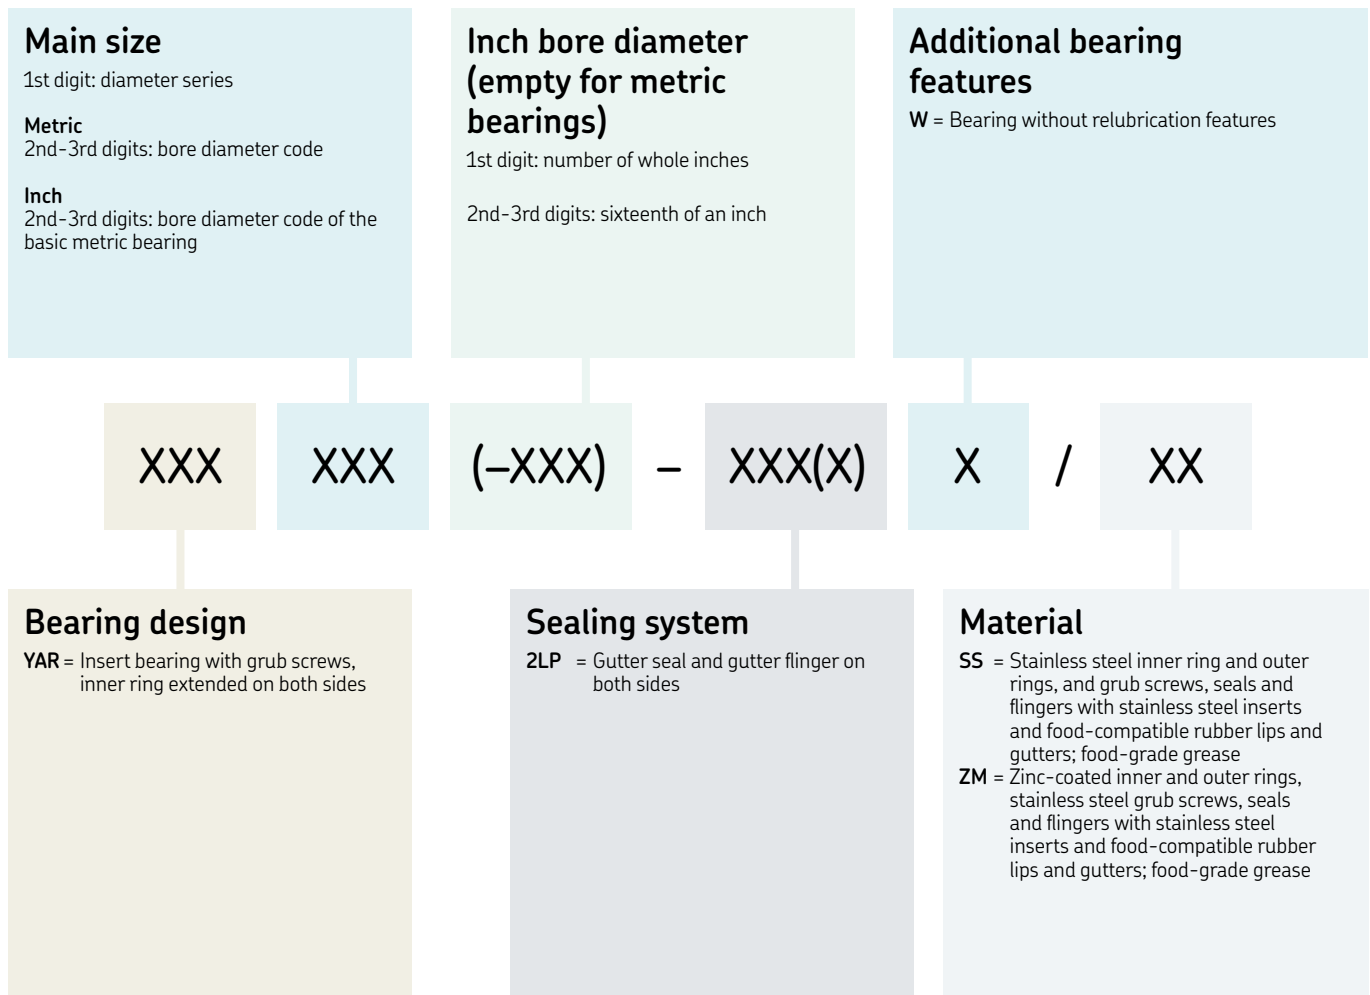 Main size
1st digit: diameter series
Metric
2nd-3rd digits: bore diameter code
Inch
2nd-3rd digits: bore diameter code of the
basic metric bearing
Inch bore diameter
(empty for metric
bearings)
1st digit: number of whole inches
2nd-3rd digits: sixteenth of an inch
Additional bearing
features
W = Bearing without relubrication features
XXX XXX (–XXX) – XXX(X) X / XX
Bearing design
YAR = Insert bearing with grub screws,
inner ring extended on both sides
Sealing system
2LP = Gutter seal and gutter flinger on
both sides
Material
SS = Stainless steel inner ring and outer
rings, and grub screws, seals and
flingers with stainless steel inserts
and food-compatible rubber lips and
gutters; food-grade grease
ZM = Zinc-coated inner and outer rings,
stainless steel grub screws, seals
and flingers with stainless steel
inserts and food-compatible rubber
lips and gutters; food-grade grease